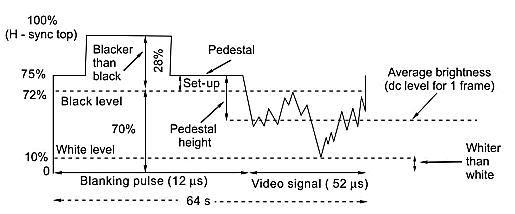 100%
(H - sync top)
Blacker
than
black
28%
Pedestal
75%
Set-up
72%
Black level
Average brightness
(dc level for 1 frame)
70%
Pedestal
height
10%
White level
0
Whiter
than
white
Blanking pulse (12 μs)
Video signal ( 52 μs)
64 s